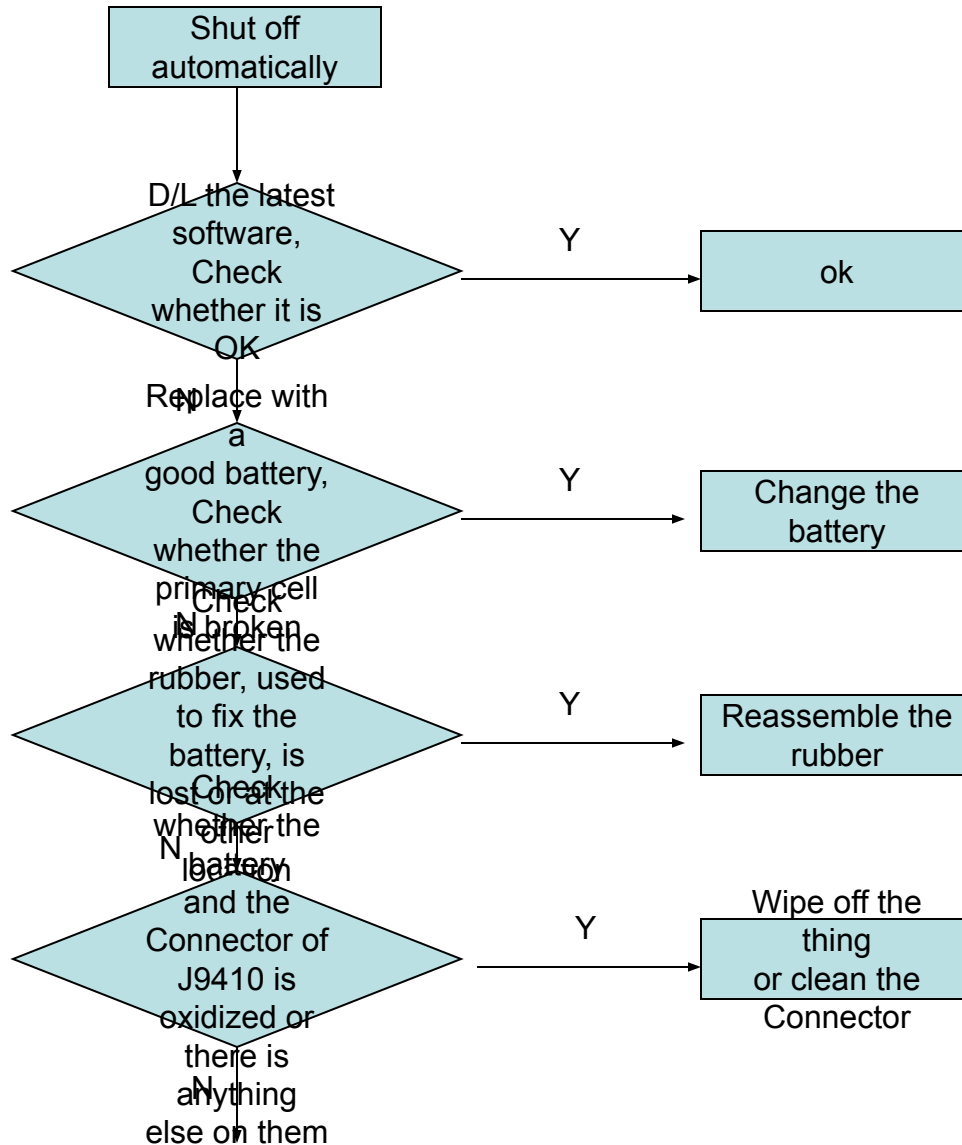 Shut off
automatically
D/L the latest
software,
Check
whether it is
OK
Y
ok
N
Replace with
a
good battery,
Check
whether the
primary cell
is broken
Y
Change the
battery
N
Check
whether the
rubber, used
to fix the
battery, is
lost or at the
other
location
Y
Reassemble the
rubber
N
Check
whether the
battery
and the
Connector of
J9410 is
oxidized or
there is
anything
else on them
Y
Wipe off the
thing
or clean the
Connector
N